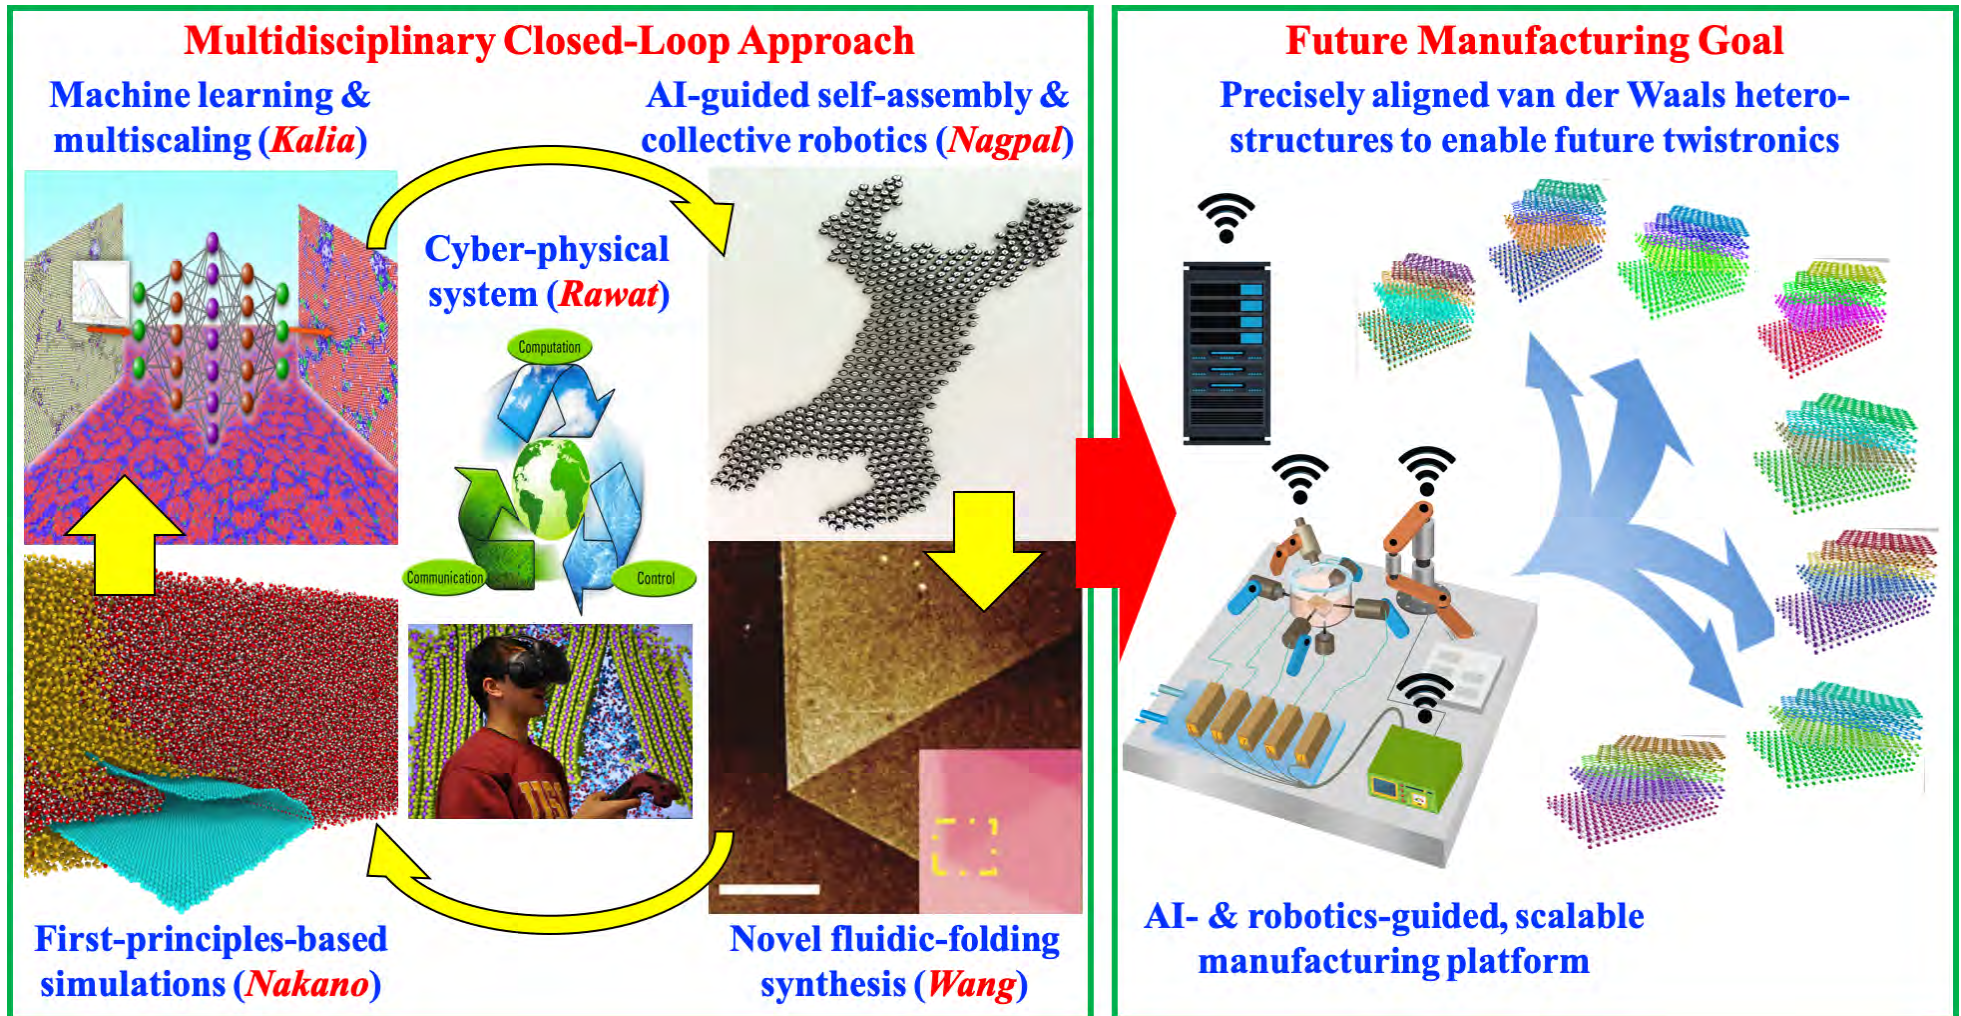 Multidisciplinary Closed-Loop Approach
Machine learning &
multiscaling (Kalia)
AI-guided self-assembly &
collective robotics (Nagpal)
Cyber-physical
system (Rawat)
Computation
Communication
Control
First-principles-based
simulations (Nakano)
Novel fluidic-folding
synthesis (Wang)
Future Manufacturing Goal
Precisely aligned van der Waals hetero-
structures to enable future twistronics
AI- & robotics-guided, scalable
manufacturing platform